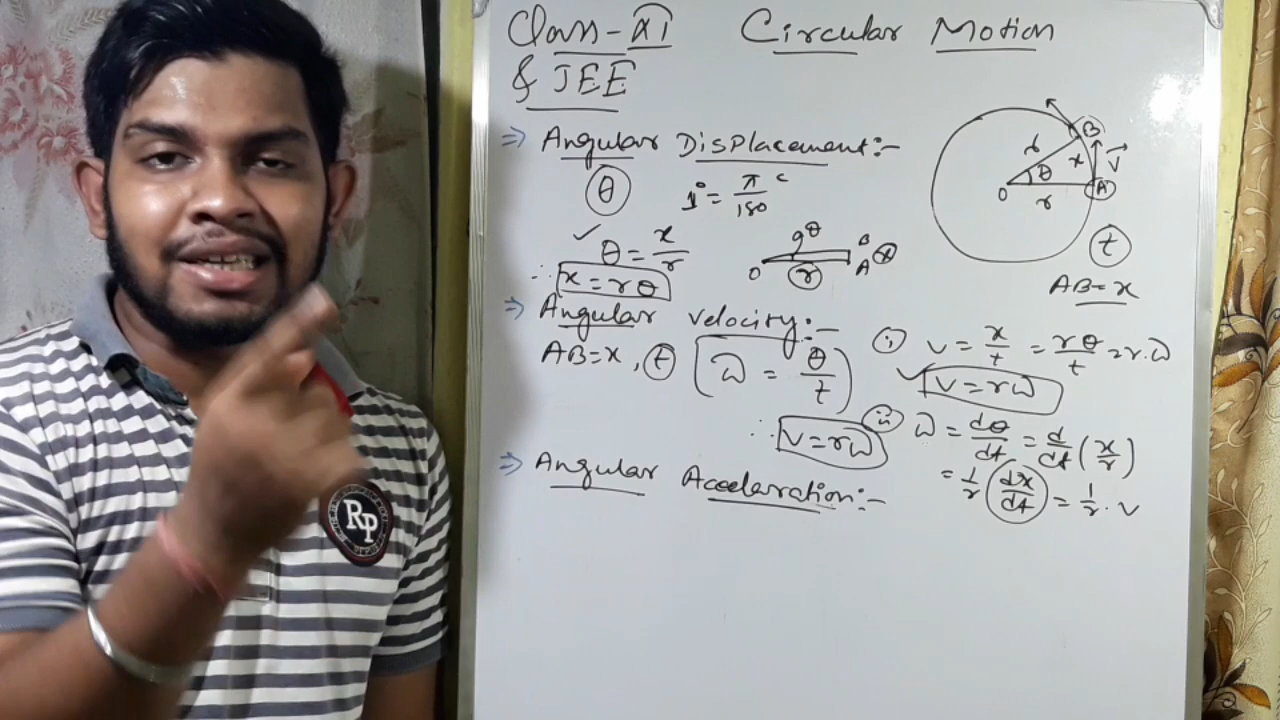 Class-XI Circular Motion
& JEE
⇒ Angular Displacement:-
θ 1° = π/180 c
✓ θ = x/r
∴ x = rθ
O θ r B A x
O θ r r x A B v⃗
t
AB = x
⇒ Angular velocity:-
AB = x, t ω = θ/t
∴ v = rω
(i) v = x/t = rθ/t = r.ω
✓ v = rω
(ii) ω = dθ/dt = d/dt (x/r)
= 1/r (dx/dt) = 1/r . v
⇒ Angular Acceleration:-
RP